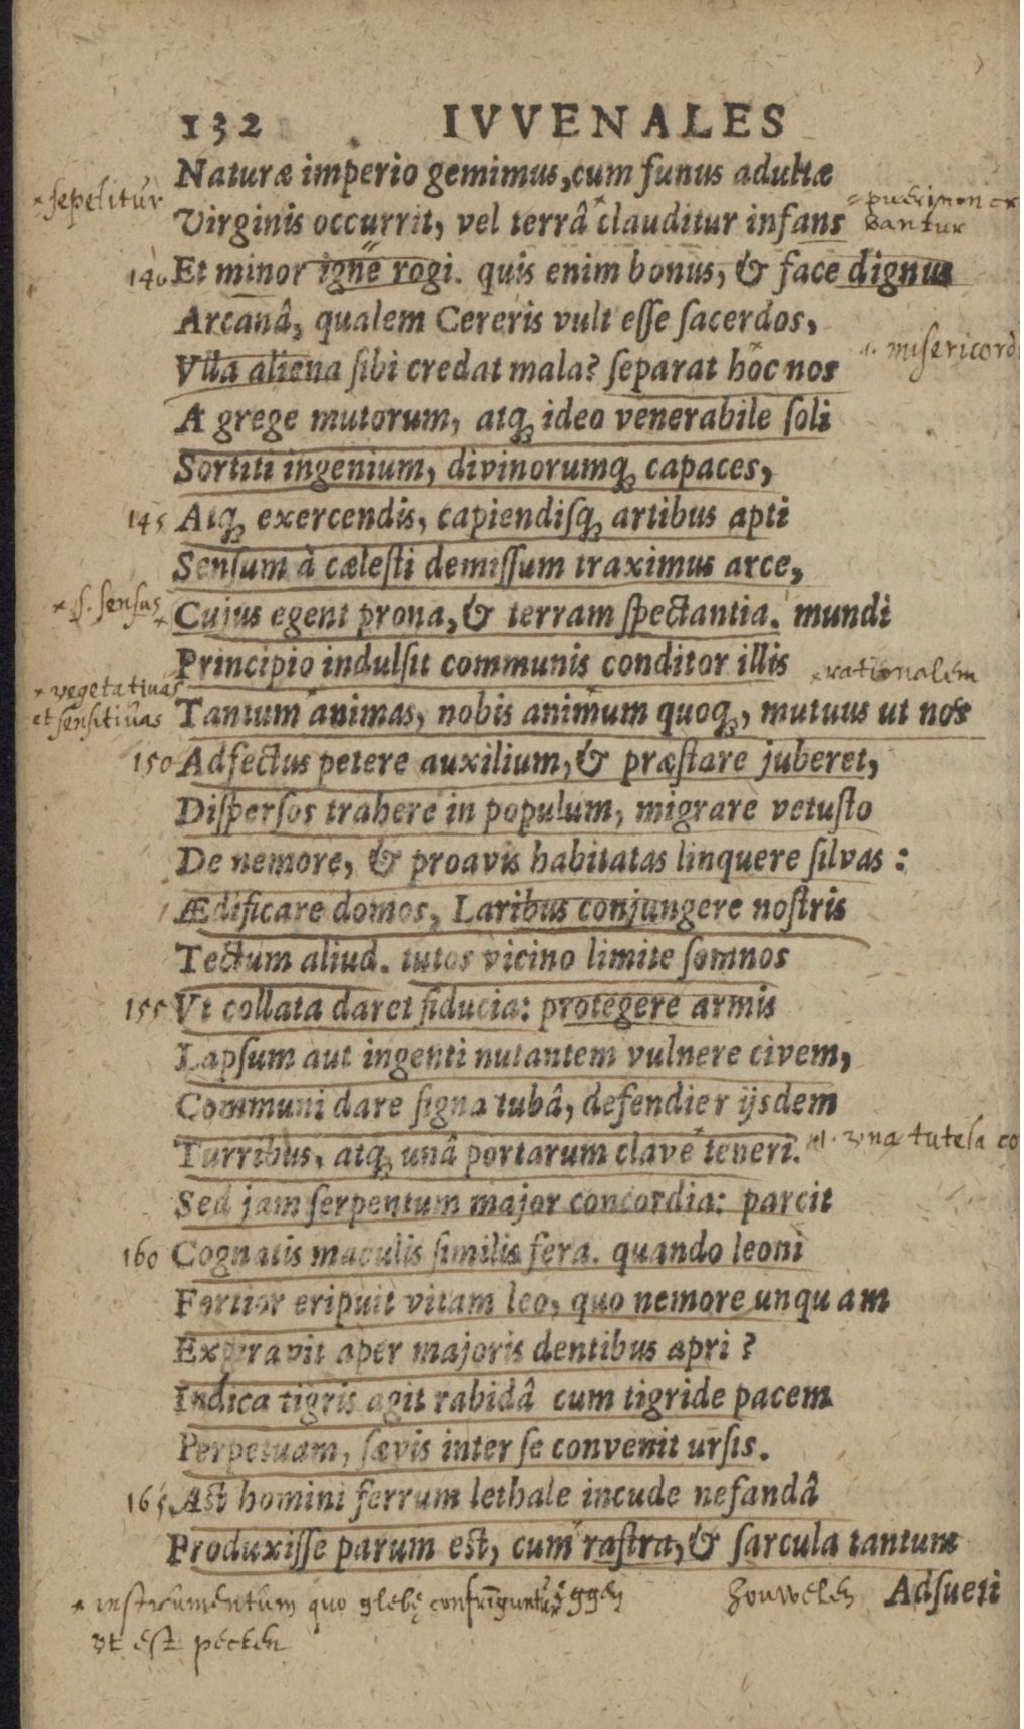 132 IVVENALES
Naturæ imperio gemimus, cum funus adultæ
* sepelitur
Virginis occurrit, vel terrâ clauditur infans
= pueri non cr
bantur
140 Et minor igne rogi. quis enim bonus, & face dignus
Arcanâ, qualem Cereris vult esse sacerdos,
Vlla aliena sibi credat mala? separat hoc nos
misericord
A grege mutorum, atq; ideo venerabile soli
Sortiti ingenium, divinorumq; capaces,
145 Atq; exercendis, capiendisq; artibus apti
Sensum à cælesti demissum traximus arce,
* s. sensus
Cujus egent prona, & terram spectantia. mundi
Principio indulsit communis conditor illis
* rationalem
* vegetativas
et sensitivas
Tantum animas, nobis animum quoq;, mutuus ut nos
150 Adfectus petere auxilium, & præstare juberet,
Dispersos trahere in populum, migrare vetusto
De nemore, & proavis habitatas linquere silvas:
Ædificare domos, Laribus conjungere nostris
Tectum aliud. tutos vicino limite somnos
155 Vt collata daret fiducia: protegere armis
Lapsum aut ingenti nutantem vulnere civem,
Communi dare signa tubâ, defendier ijsdem
Turribus, atq; unâ portarum clave teneri.
una tutela co
Sed jam serpentum major concordia: parcit
160 Cognatis maculis similis fera. quando leoni
Fortior eripuit vitam leo, quo nemore unquam
Expiravit aper majoris dentibus apri?
Indica tigris agit rabidâ cum tigride pacem
Perpetuam, sævis inter se convenit ursis.
165 Ast homini ferrum lethale incude nefandâ
Produxisse parum est, cum rastra, & sarcula tantum
Adsueti
* instrumentum quo glebę confringuntur eggen
houwelen
ut est pecten